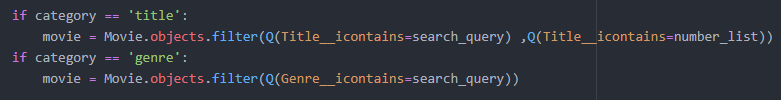 if category == 'title':
    movie = Movie.objects.filter(Q(Title__icontains=search_query) ,Q(Title__icontains=number_list))
if category == 'genre':
    movie = Movie.objects.filter(Q(Genre__icontains=search_query))